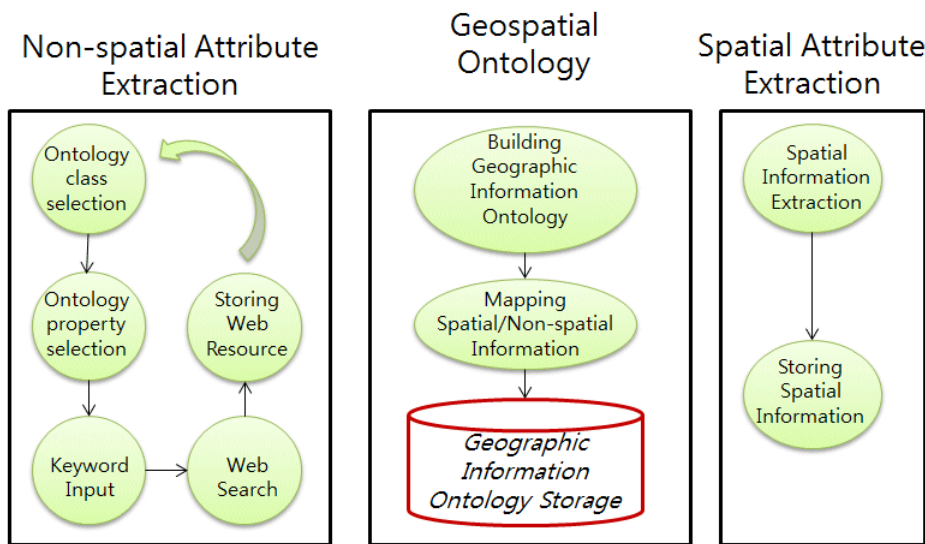 Non-spatial Attribute
Extraction
Ontology
class
selection
Ontology
property
selection
Keyword
Input
Web
Search
Storing
Web
Resource
Geospatial
Ontology
Building
Geographic
Information
Ontology
Mapping
Spatial/Non-spatial
Information
Geographic
Information
Ontology Storage
Spatial Attribute
Extraction
Spatial
Information
Extraction
Storing
Spatial
Information